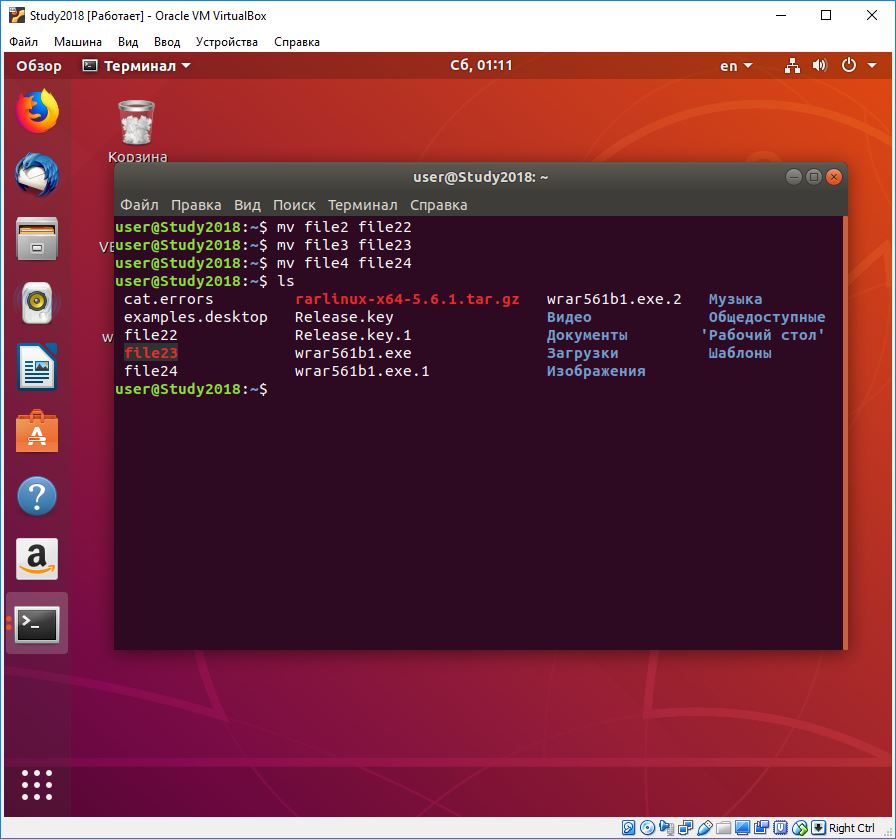 Study2018 [Работает] - Oracle VM VirtualBox
Файл Машина Вид Ввод Устройства Справка
Обзор Терминал Сб, 01:11 en
Корзина
user@Study2018: ~
Файл Правка Вид Поиск Терминал Справка
user@Study2018:~$ mv file2 file22
user@Study2018:~$ mv file3 file23
user@Study2018:~$ mv file4 file24
user@Study2018:~$ ls
cat.errors rarlinux-x64-5.6.1.tar.gz wrar561b1.exe.2 Музыка
examples.desktop Release.key Видео Общедоступные
file22 Release.key.1 Документы 'Рабочий стол'
file23 wrar561b1.exe Загрузки Шаблоны
file24 wrar561b1.exe.1 Изображения
user@Study2018:~$
Right Ctrl